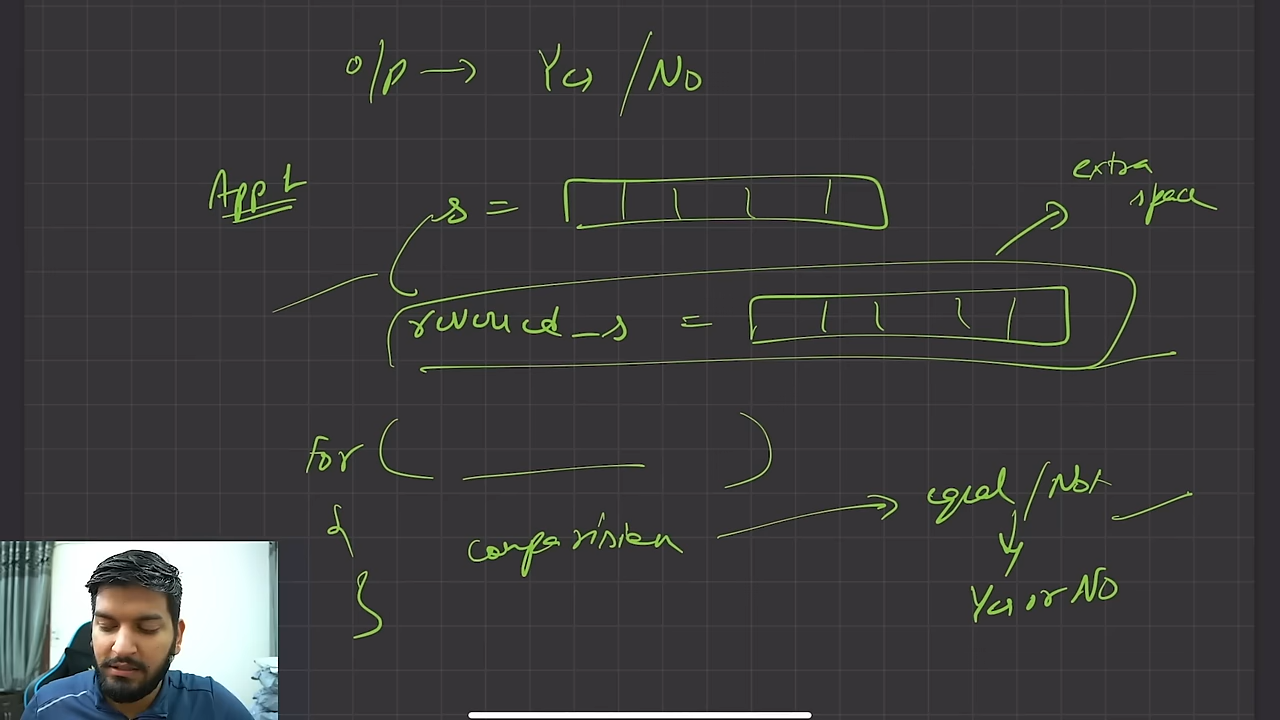 o/p → Yes / No
App 1
s =
extra
space
reversed_s =
for ( )
{
comparision → equal / Not
}
Yes or NO